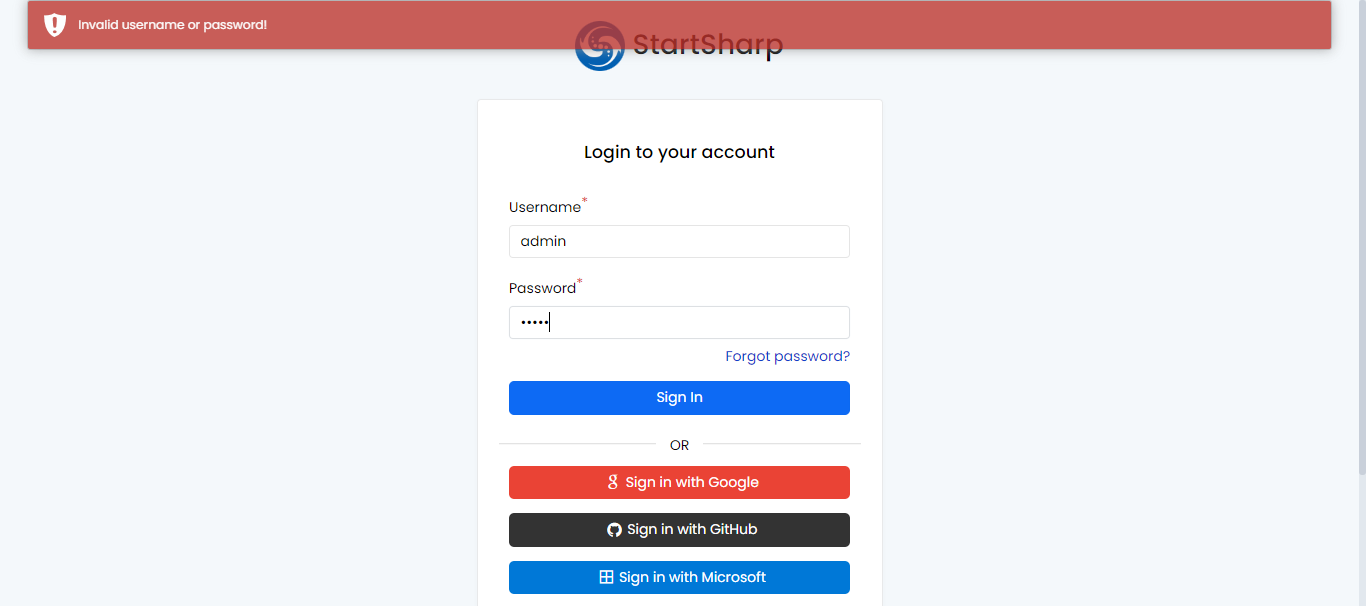 Invalid username or password!
StartSharp
Login to your account
Username*
admin
Password*
•••••
Forgot password?
Sign In
OR
Sign in with Google
Sign in with GitHub
Sign in with Microsoft